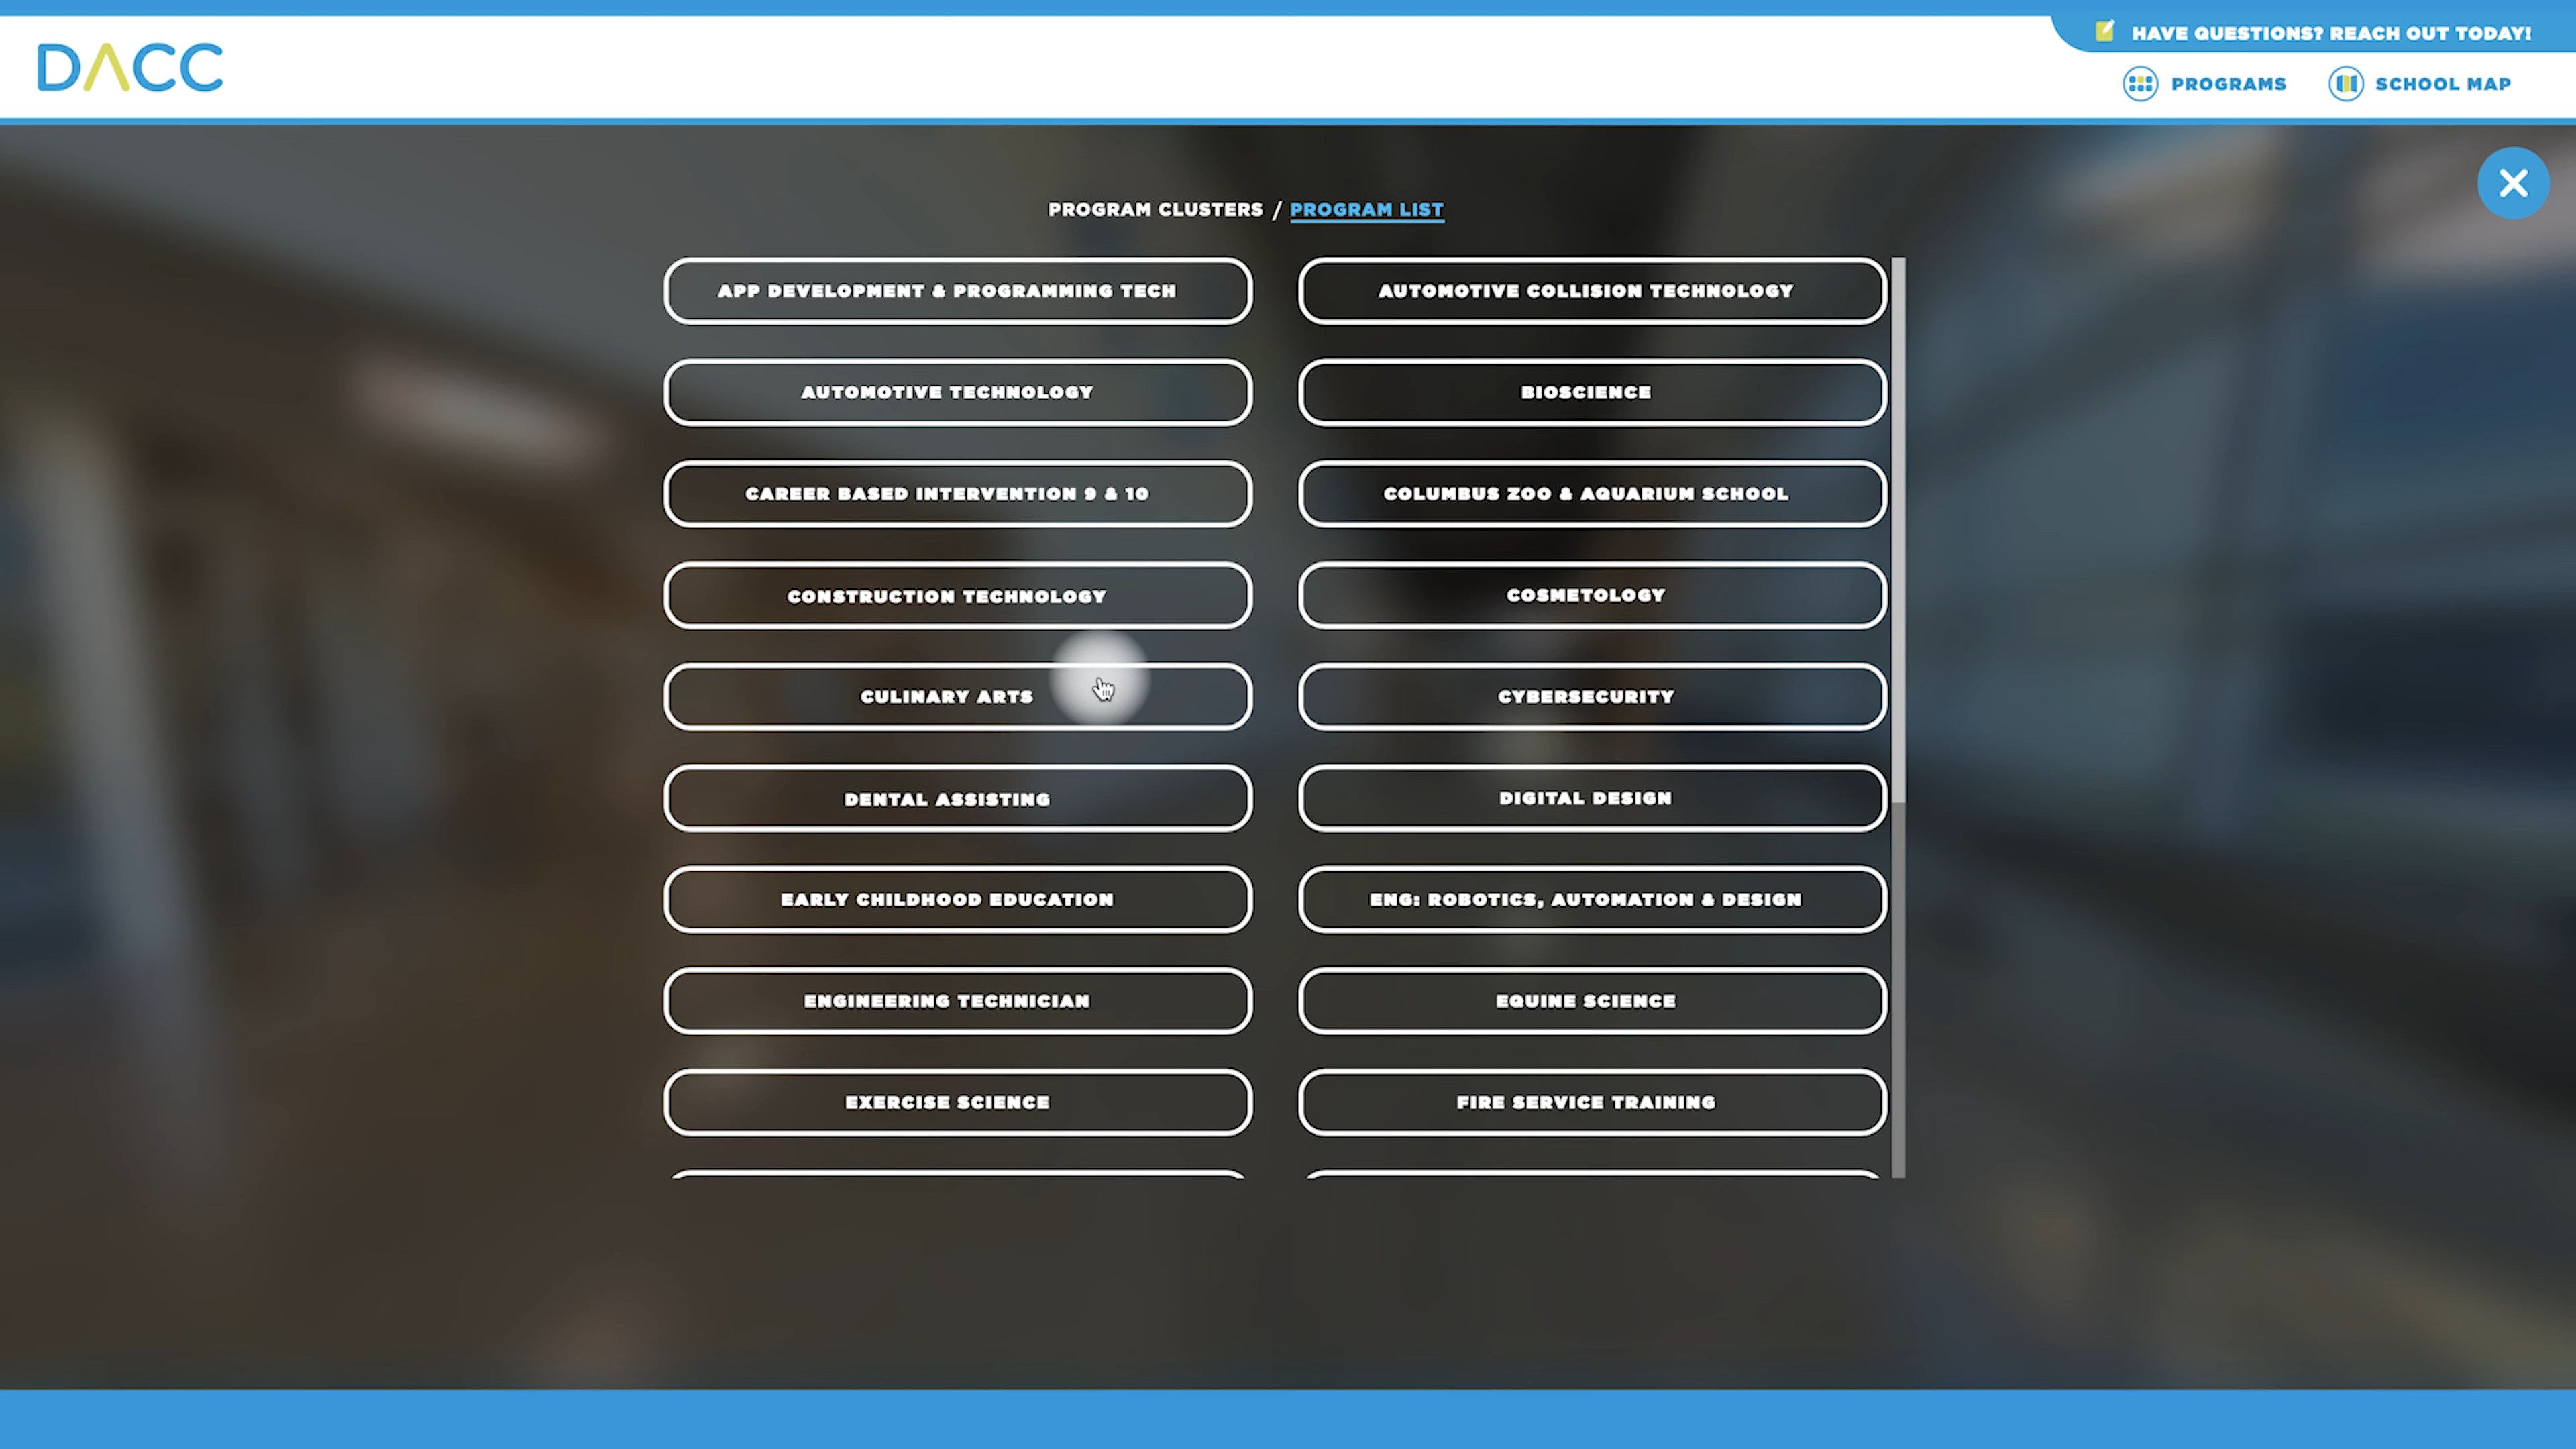 DACC
HAVE QUESTIONS? REACH OUT TODAY!
PROGRAMS
SCHOOL MAP
PROGRAM CLUSTERS / PROGRAM LIST
APP DEVELOPMENT & PROGRAMMING TECH
AUTOMOTIVE COLLISION TECHNOLOGY
AUTOMOTIVE TECHNOLOGY
BIOSCIENCE
CAREER BASED INTERVENTION 9 & 10
COLUMBUS ZOO & AQUARIUM SCHOOL
CONSTRUCTION TECHNOLOGY
COSMETOLOGY
CULINARY ARTS
CYBERSECURITY
DENTAL ASSISTING
DIGITAL DESIGN
EARLY CHILDHOOD EDUCATION
ENG: ROBOTICS, AUTOMATION & DESIGN
ENGINEERING TECHNICIAN
EQUINE SCIENCE
EXERCISE SCIENCE
FIRE SERVICE TRAINING